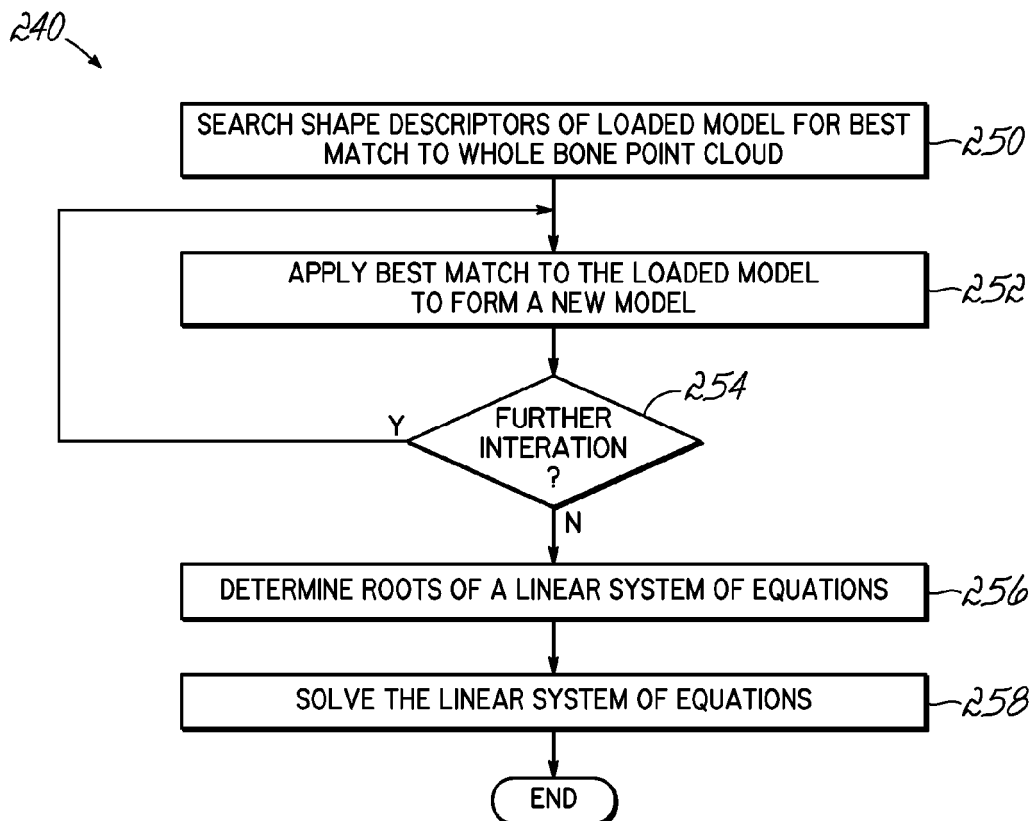 240
SEARCH SHAPE DESCRIPTORS OF LOADED MODEL FOR BEST
MATCH TO WHOLE BONE POINT CLOUD
250
APPLY BEST MATCH TO THE LOADED MODEL
TO FORM A NEW MODEL
252
254
FURTHER
INTERATION
?
Y
N
DETERMINE ROOTS OF A LINEAR SYSTEM OF EQUATIONS
256
SOLVE THE LINEAR SYSTEM OF EQUATIONS
258
END